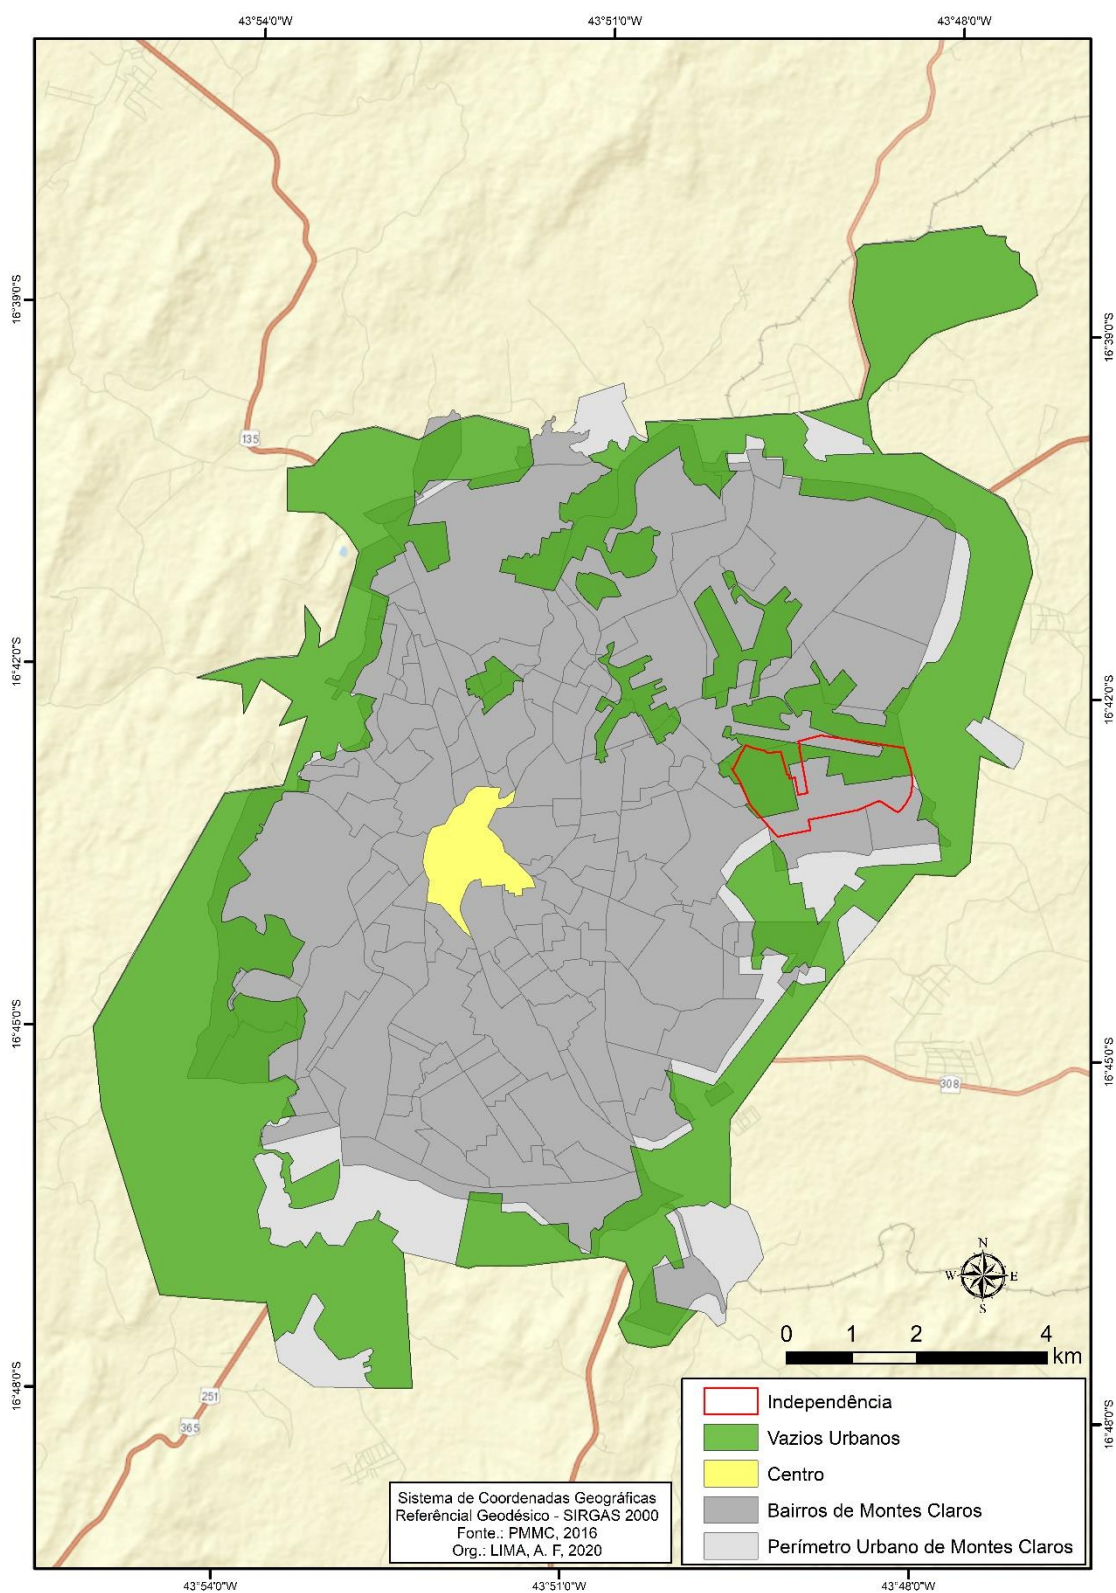 43°54'0"W
43°51'0"W
43°48'0"W
16°39'0"S
16°39'0"S
135
16°42'0"S
16°42'0"S
16°45'0"S
16°45'0"S
308
N
W
E
S
0 1 2 4
km
16°48'0"S
16°48'0"S
251
365
Independência
Vazios Urbanos
Centro
Bairros de Montes Claros
Perímetro Urbano de Montes Claros
Sistema de Coordenadas Geográficas
Referêncial Geodésico - SIRGAS 2000
Fonte.: PMMC, 2016
Org.: LIMA, A. F, 2020
43°54'0"W
43°51'0"W
43°48'0"W